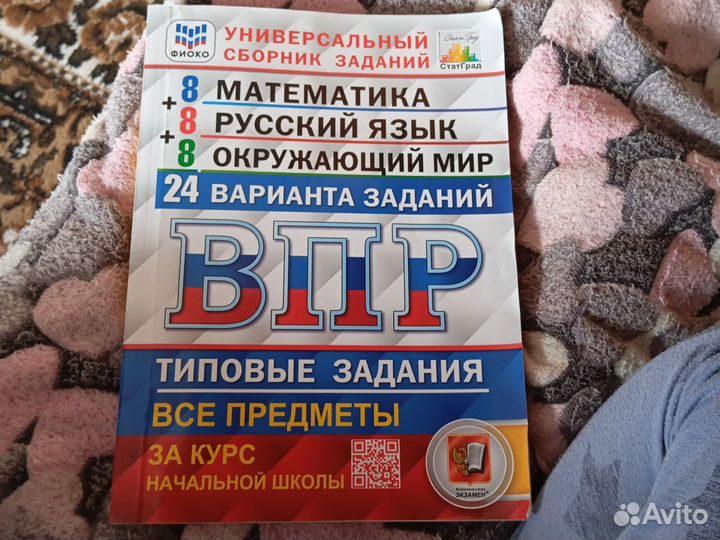 ФИОКО
УНИВЕРСАЛЬНЫЙ
СБОРНИК ЗАДАНИЙ
СтатГрад
8 МАТЕМАТИКА
+8 РУССКИЙ ЯЗЫК
+8 ОКРУЖАЮЩИЙ МИР
24 ВАРИАНТА ЗАДАНИЙ
ВПР
ТИПОВЫЕ ЗАДАНИЯ
ВСЕ ПРЕДМЕТЫ
ЗА КУРС
НАЧАЛЬНОЙ ШКОЛЫ
Издательство
ЭКЗАМЕН®
Avito